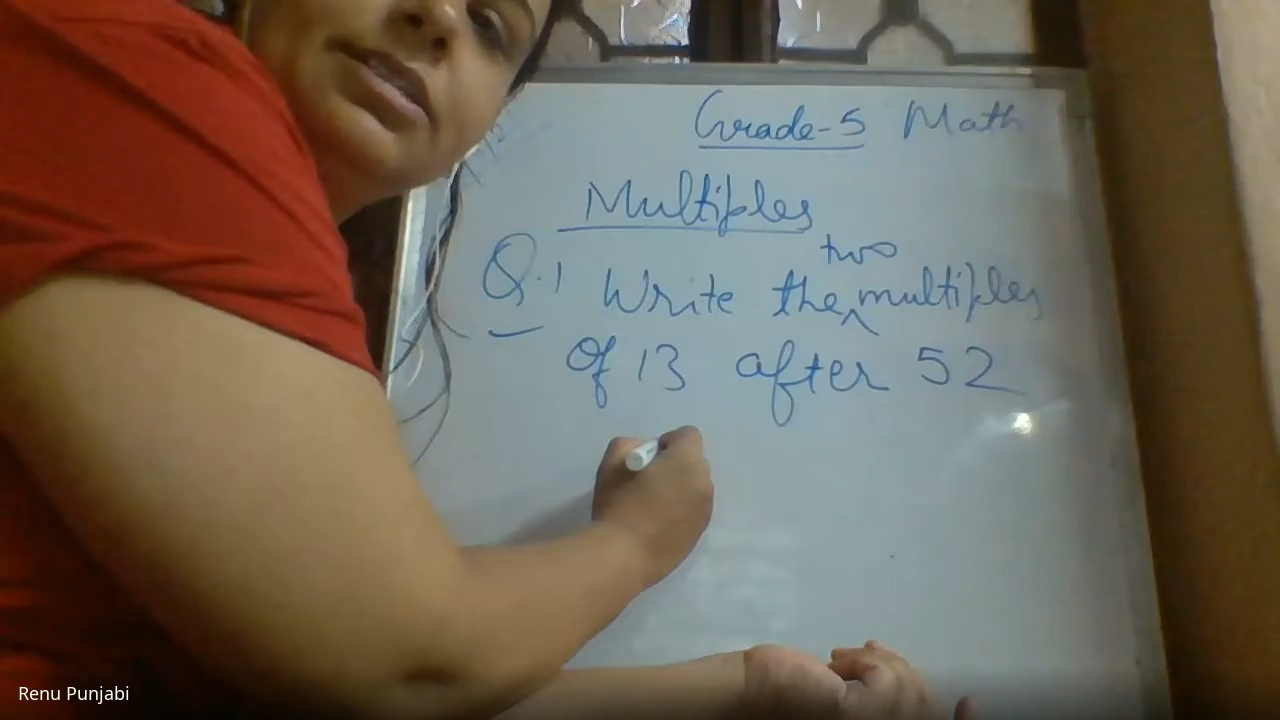 Grade-5 Math
Multiples
Q.1 Write the two multiples
of 13 after 52
Renu Punjabi